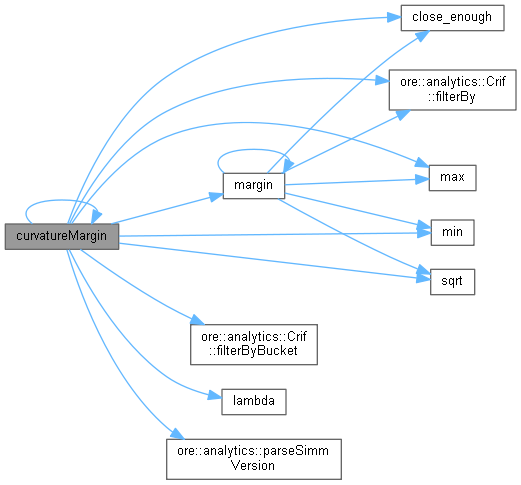 close_enough
ore::analytics::Crif
::filterBy
max
margin
min
curvatureMargin
sqrt
ore::analytics::Crif
::filterByBucket
lambda
ore::analytics::parseSimm
Version